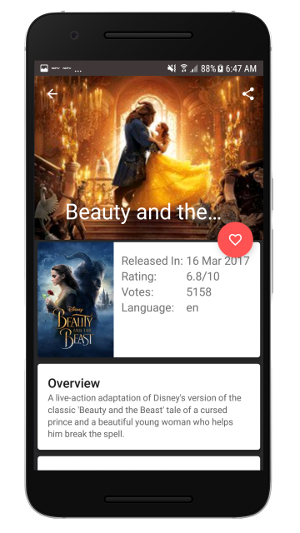 ... 88% 6:47 AM
Beauty and the...
Released In: 16 Mar 2017
Rating: 6.8/10
Votes: 5158
Language: en
Disney
BEAUTY
AND THE
BEAST
Overview
A live-action adaptation of Disney's version of the
classic 'Beauty and the Beast' tale of a cursed
prince and a beautiful young woman who helps
him break the spell.